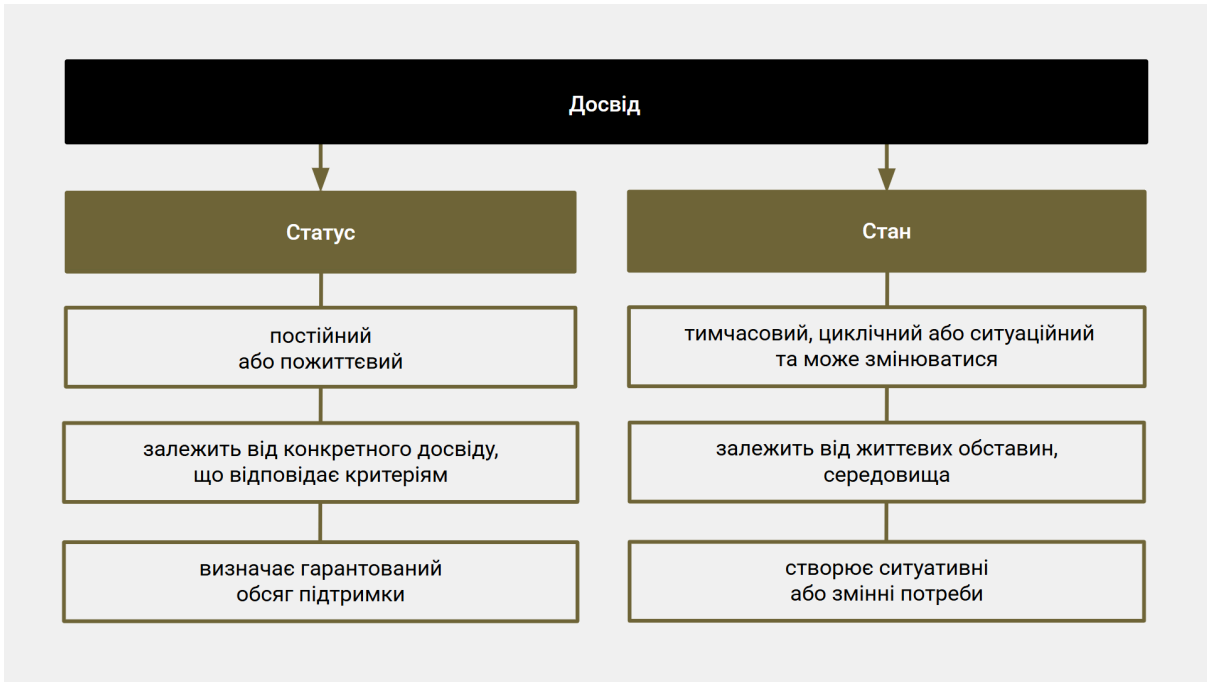 Досвід
Статус
постійний
або пожиттєвий
залежить від конкретного досвіду,
що відповідає критеріям
визначає гарантований
обсяг підтримки
Стан
тимчасовий, циклічний або ситуаційний
та може змінюватися
залежить від життєвих обставин,
середовища
створює ситуативні
або змінні потреби